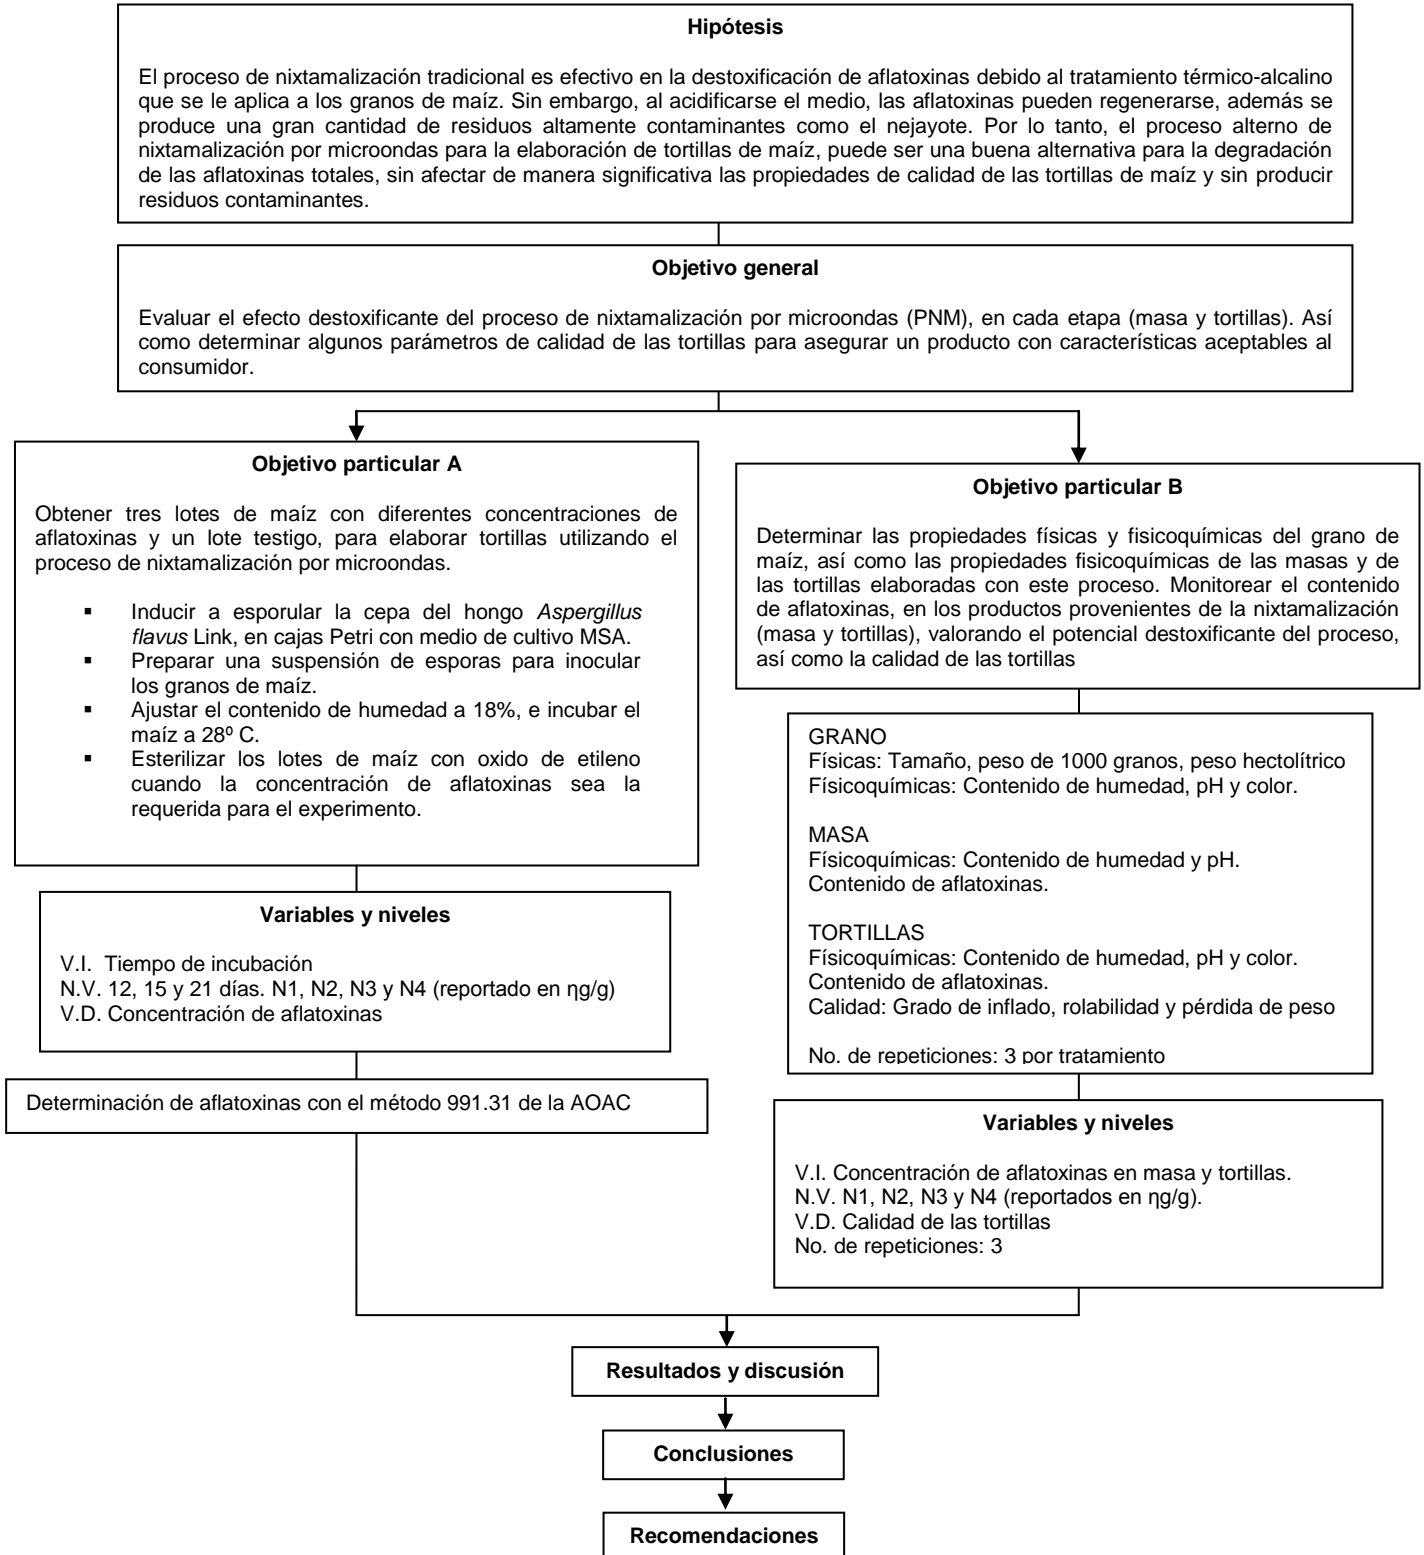 Hipótesis
El proceso de nixtamalización tradicional es efectivo en la destoxificación de aflatoxinas debido al tratamiento térmico-alcalino
que se le aplica a los granos de maíz. Sin embargo, al acidificarse el medio, las aflatoxinas pueden regenerarse, además se
produce una gran cantidad de residuos altamente contaminantes como el nejayote. Por lo tanto, el proceso alterno de
nixtamalización por microondas para la elaboración de tortillas de maíz, puede ser una buena alternativa para la degradación
de las aflatoxinas totales, sin afectar de manera significativa las propiedades de calidad de las tortillas de maíz y sin producir
residuos contaminantes.
Objetivo general
Evaluar el efecto destoxificante del proceso de nixtamalización por microondas (PNM), en cada etapa (masa y tortillas). Así
como determinar algunos parámetros de calidad de las tortillas para asegurar un producto con características aceptables al
consumidor.
Objetivo particular A
Obtener tres lotes de maíz con diferentes concentraciones de
aflatoxinas y un lote testigo, para elaborar tortillas utilizando el
proceso de nixtamalización por microondas.
▪ Inducir a esporular la cepa del hongo Aspergillus
flavus Link, en cajas Petri con medio de cultivo MSA.
▪ Preparar una suspensión de esporas para inocular
los granos de maíz.
▪ Ajustar el contenido de humedad a 18%, e incubar el
maíz a 28º C.
▪ Esterilizar los lotes de maíz con oxido de etileno
cuando la concentración de aflatoxinas sea la
requerida para el experimento.
Variables y niveles
V.I. Tiempo de incubación
N.V. 12, 15 y 21 días. N1, N2, N3 y N4 (reportado en ηg/g)
V.D. Concentración de aflatoxinas
Determinación de aflatoxinas con el método 991.31 de la AOAC
Objetivo particular B
Determinar las propiedades físicas y fisicoquímicas del grano de
maíz, así como las propiedades fisicoquímicas de las masas y de
las tortillas elaboradas con este proceso. Monitorear el contenido
de aflatoxinas, en los productos provenientes de la nixtamalización
(masa y tortillas), valorando el potencial destoxificante del proceso,
así como la calidad de las tortillas
GRANO
Físicas: Tamaño, peso de 1000 granos, peso hectolítrico
Físicoquímicas: Contenido de humedad, pH y color.
MASA
Físicoquímicas: Contenido de humedad y pH.
Contenido de aflatoxinas.
TORTILLAS
Físicoquímicas: Contenido de humedad, pH y color.
Contenido de aflatoxinas.
Calidad: Grado de inflado, rolabilidad y pérdida de peso
No. de repeticiones: 3 por tratamiento
Variables y niveles
V.I. Concentración de aflatoxinas en masa y tortillas.
N.V. N1, N2, N3 y N4 (reportados en ηg/g).
V.D. Calidad de las tortillas
No. de repeticiones: 3
Resultados y discusión
Conclusiones
Recomendaciones